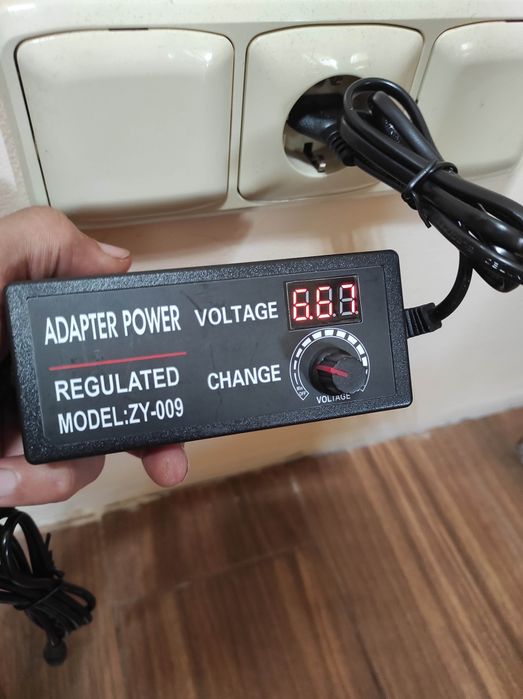 ADAPTER POWER
REGULATED
MODEL:ZY-009
VOLTAGE
CHANGE
VOLTAGE